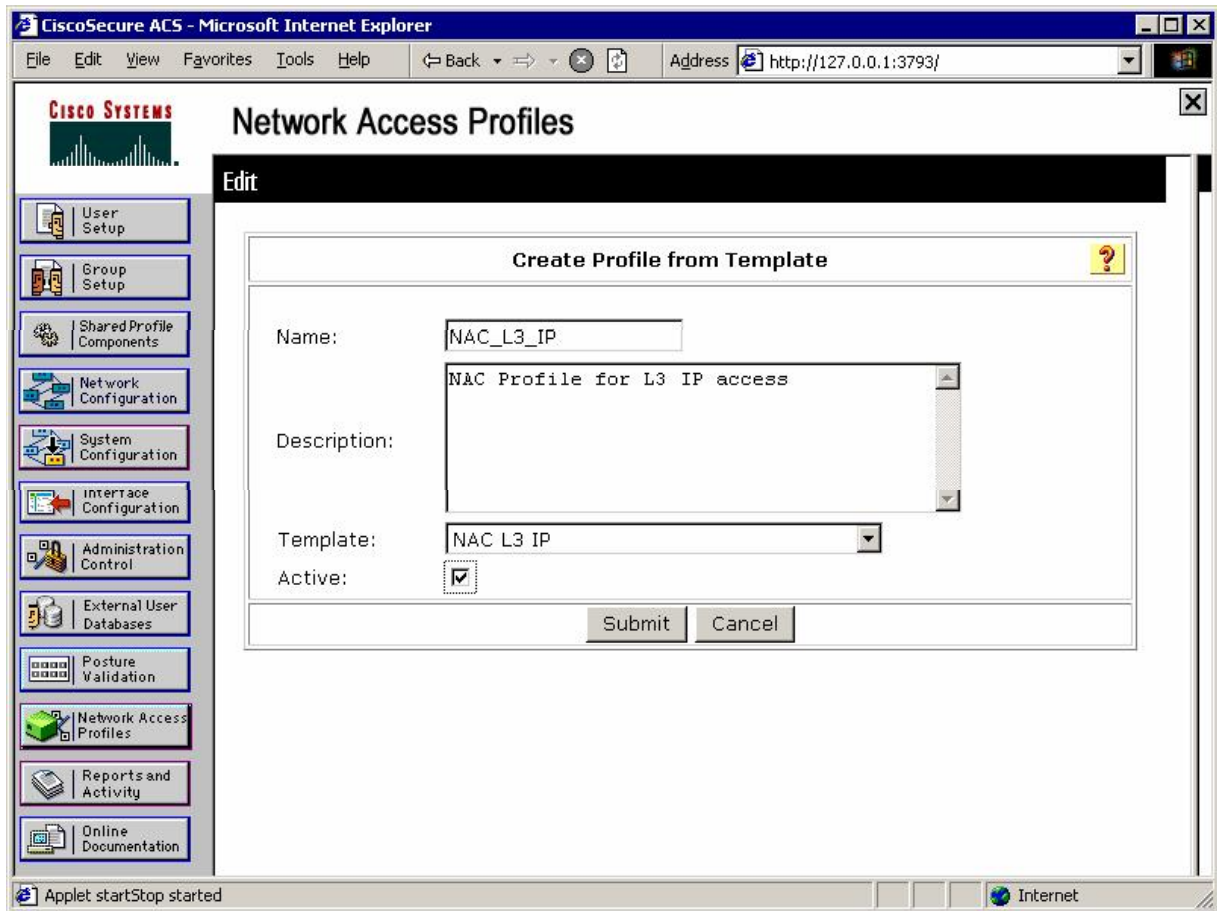 CiscoSecure ACS - Microsoft Internet Explorer
File Edit View Favorites Tools Help Back Address http://127.0.0.1:3793/
CISCO SYSTEMS
Network Access Profiles
Edit
User
Setup
Group
Setup
Shared Profile
Components
Network
Configuration
System
Configuration
Interface
Configuration
Administration
Control
External User
Databases
Posture
Validation
Network Access
Profiles
Reports and
Activity
Online
Documentation
Create Profile from Template
?
Name: NAC_L3_IP
Description: NAC Profile for L3 IP access
Template: NAC L3 IP
Active:
Submit Cancel
Applet startStop started Internet